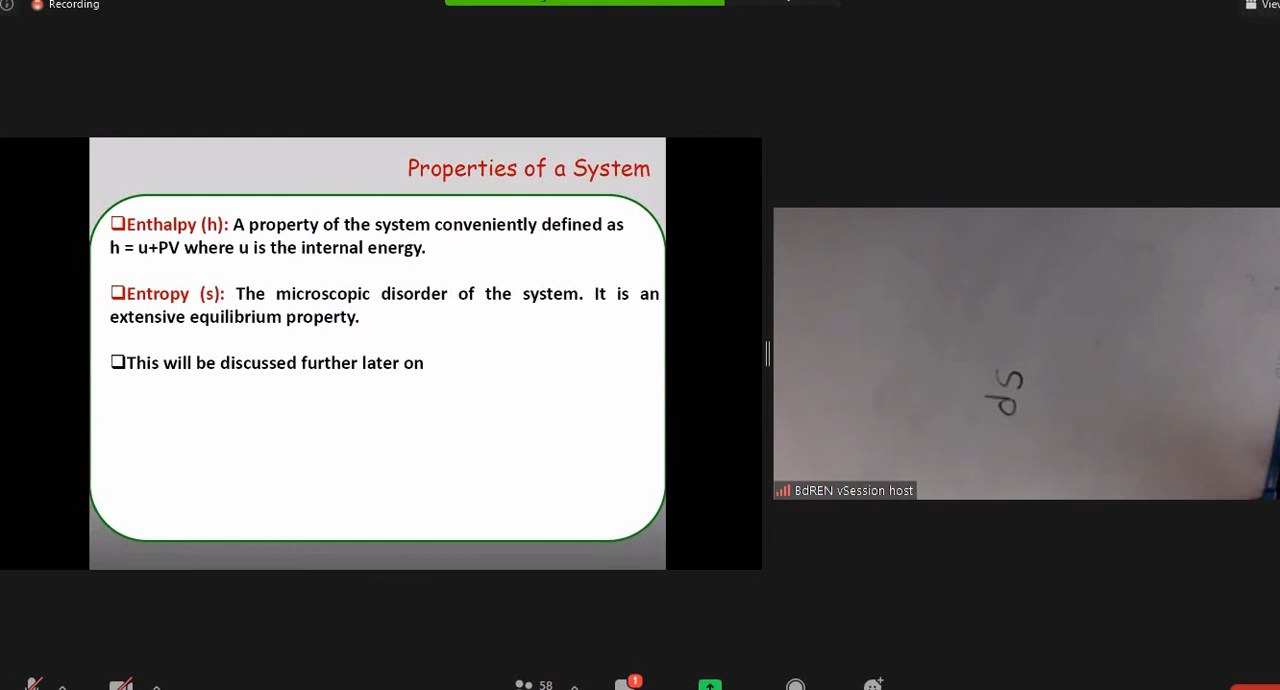 Recording
View
Properties of a System
❑Enthalpy (h): A property of the system conveniently defined as
h = u+PV where u is the internal energy.
❑Entropy (s): The microscopic disorder of the system. It is an
extensive equilibrium property.
❑This will be discussed further later on
ds
BdREN vSession host
58
1